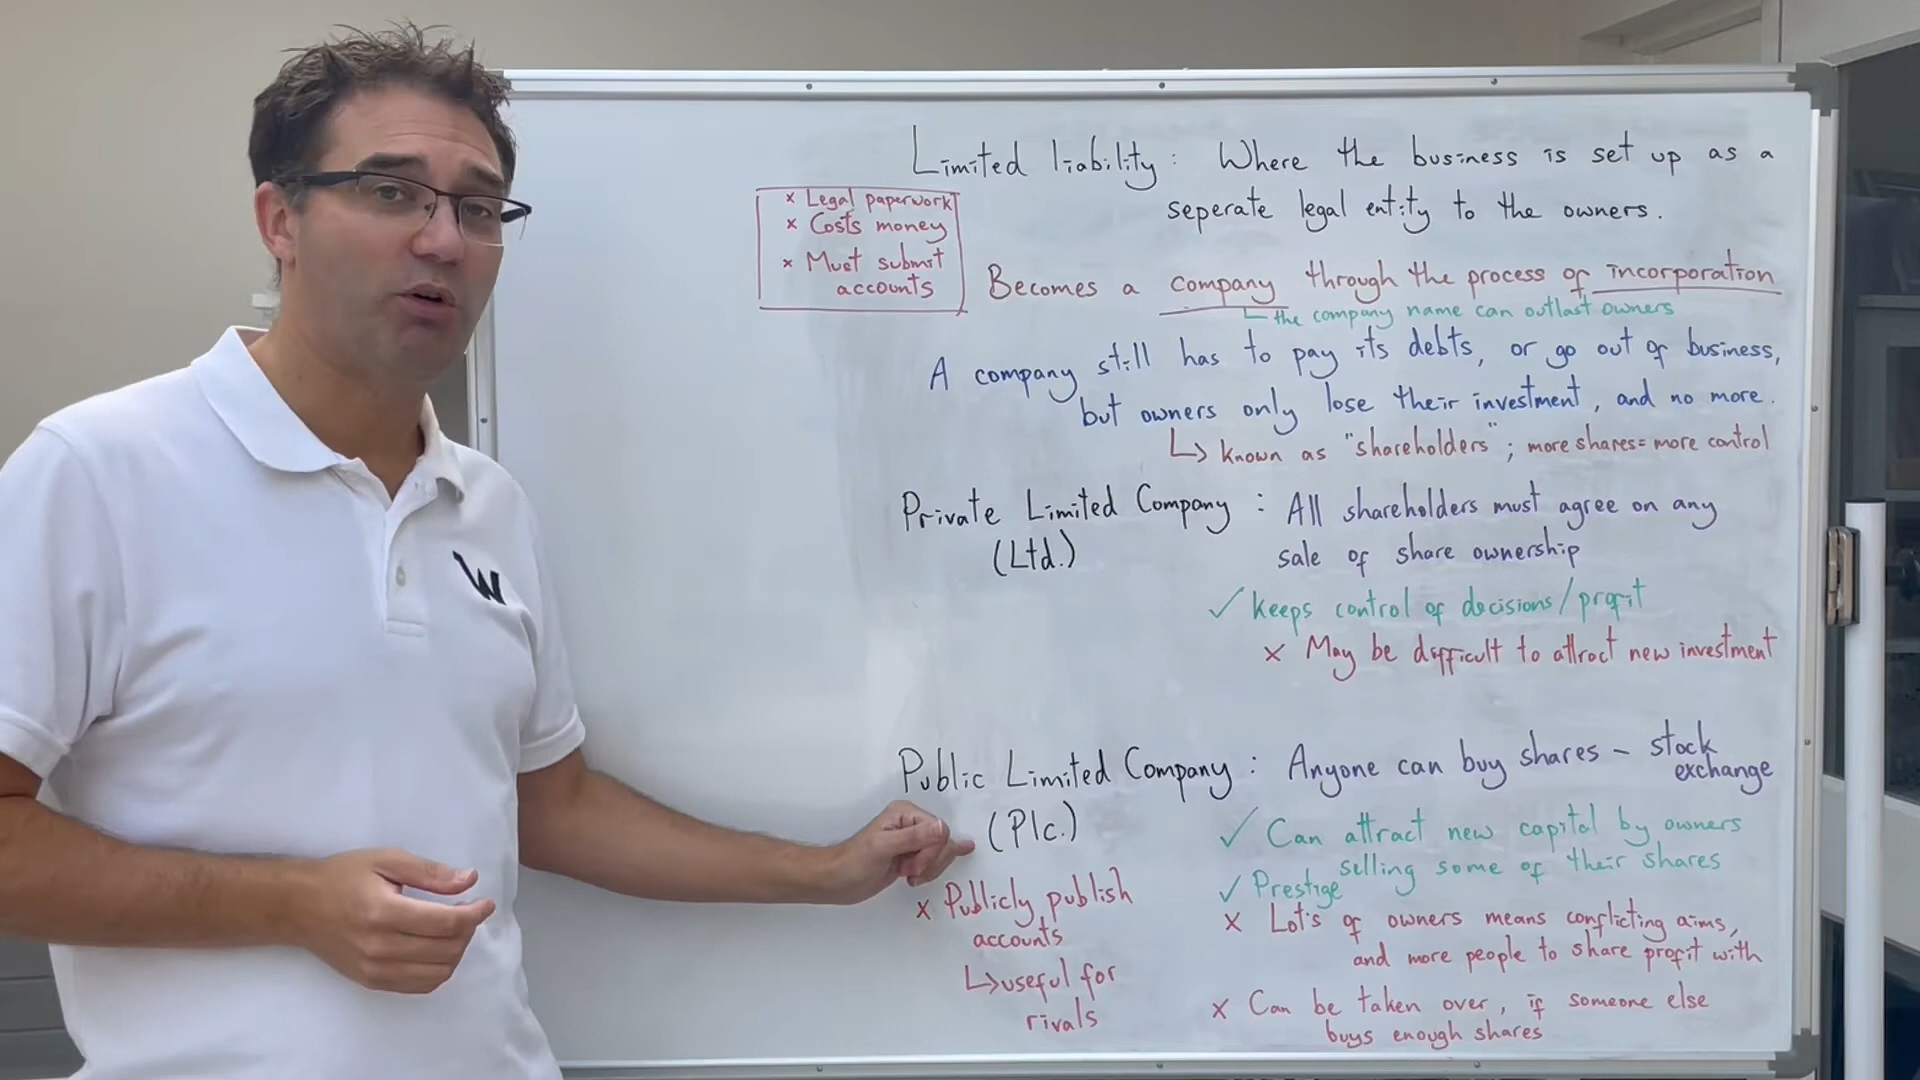 Limited liability: Where the business is set up as a
seperate legal entity to the owners.
x Legal paperwork
x Costs money
x Must submit
accounts
Becomes a company through the process of incorporation
the company name can outlast owners
A company still has to pay its debts, or go out of business,
but owners only lose their investment, and no more.
↳ known as "shareholders"; more shares = more control
Private Limited Company: All shareholders must agree on any
(Ltd.)
sale of share ownership
✓ Keeps control of decisions/profit
x May be difficult to attract new investment
Public Limited Company: Anyone can buy shares - stock
exchange
(Plc.)
✓ Can attract new capital by owners
selling some of their shares
✓ Prestige
x Publicly publish
accounts
↳ useful for
rivals
x Lot's of owners means conflicting aims,
and more people to share profit with
x Can be taken over, if someone else
buys enough shares
W